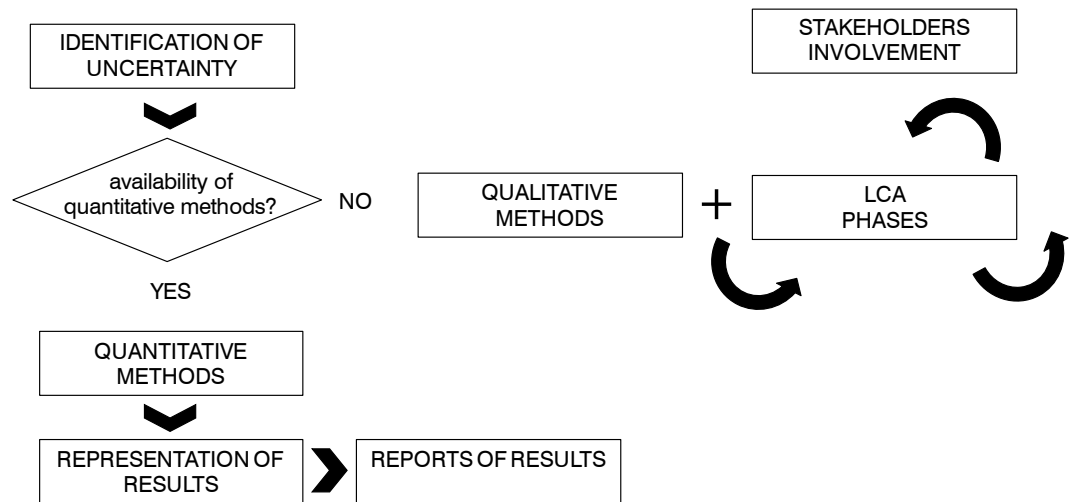 IDENTIFICATION OF
UNCERTAINTY
availability of
quantitative methods?
NO
YES
QUANTITATIVE
METHODS
REPRESENTATION OF
RESULTS
REPORTS OF RESULTS
QUALITATIVE
METHODS
+
STAKEHOLDERS
INVOLVEMENT
LCA
PHASES